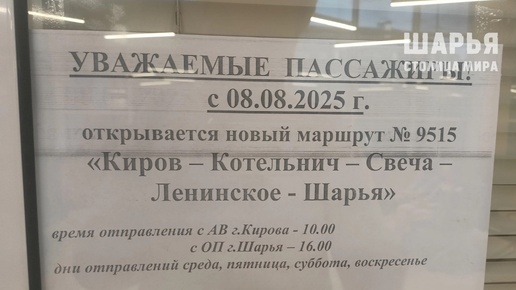 ШАРЬЯ
СТОЛИЦА МИРА
УВАЖАЕМЫЕ ПАССАЖИРЫ!
с 08.08.2025 г.
открывается новый маршрут № 9515
«Киров – Котельнич – Свеча –
Ленинское - Шарья»
время отправления с АВ г.Кирова - 10.00
с ОП г.Шарья – 16.00
дни отправлений среда, пятница, суббота, воскресенье